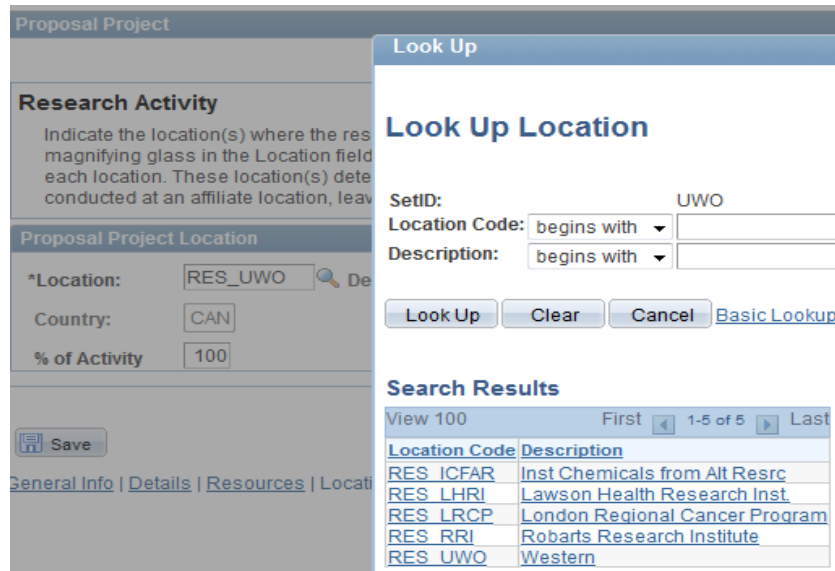 Proposal Project
Research Activity
Indicate the location(s) where the res
magnifying glass in the Location field
each location. These location(s) dete
conducted at an affiliate location, leav
Proposal Project Location
*Location: RES_UWO De
Country: CAN
% of Activity 100
Save
General Info | Details | Resources | Locati
Look Up
Look Up Location
SetID: UWO
Location Code: begins with
Description: begins with
Look Up Clear Cancel Basic Lookup
Search Results
View 100 First 1-5 of 5 Last
Location Code Description
RES_ICFAR Inst Chemicals from Alt Resrc
RES_LHRI Lawson Health Research Inst.
RES_LRCP London Regional Cancer Program
RES_RRI Robarts Research Institute
RES_UWO Western